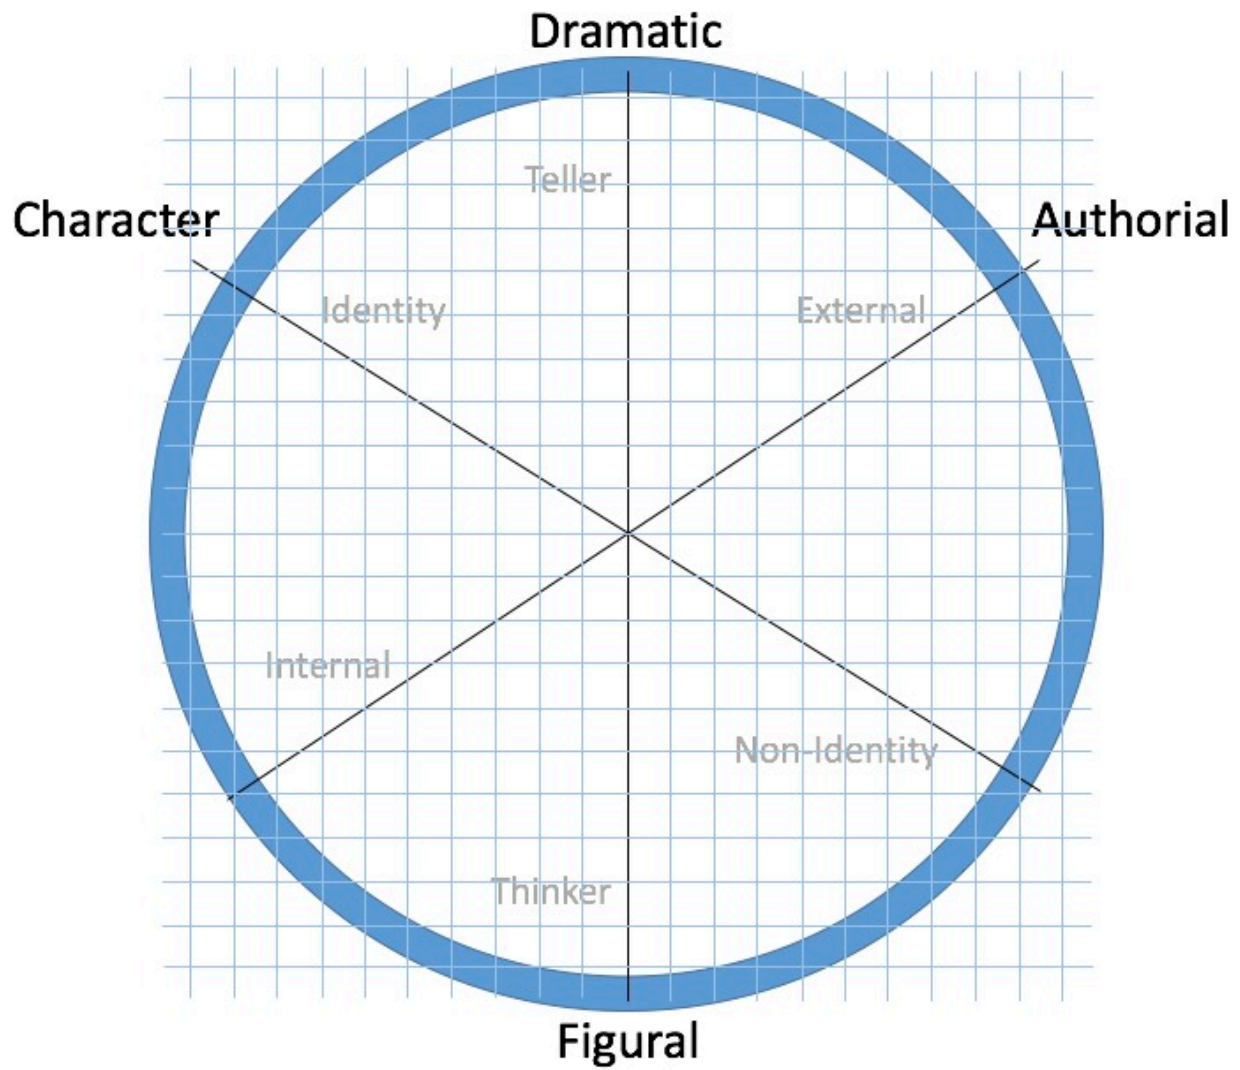 Dramatic
Teller
Character
Authorial
Identity
External
Internal
Non-Identity
Thinker
Figural